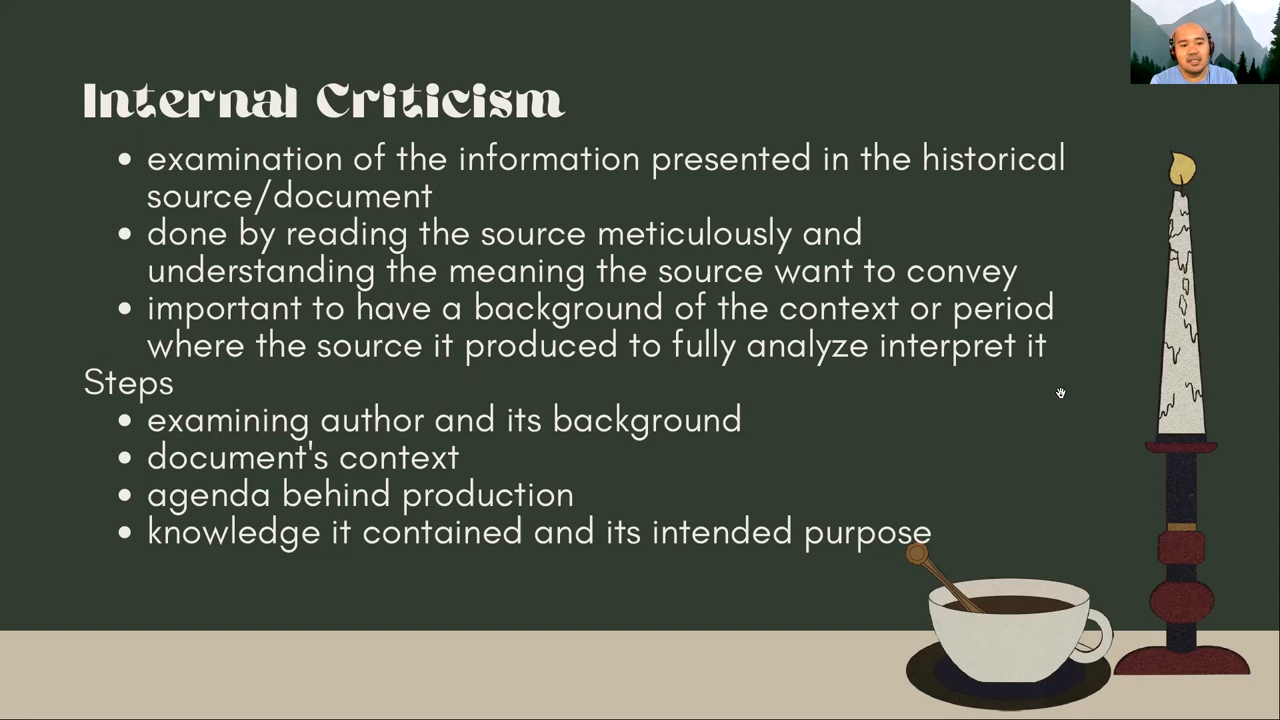 Internal Criticism
• examination of the information presented in the historical
source/document
• done by reading the source meticulously and
understanding the meaning the source want to convey
• important to have a background of the context or period
where the source it produced to fully analyze interpret it
Steps
• examining author and its background
• document's context
• agenda behind production
• knowledge it contained and its intended purpose